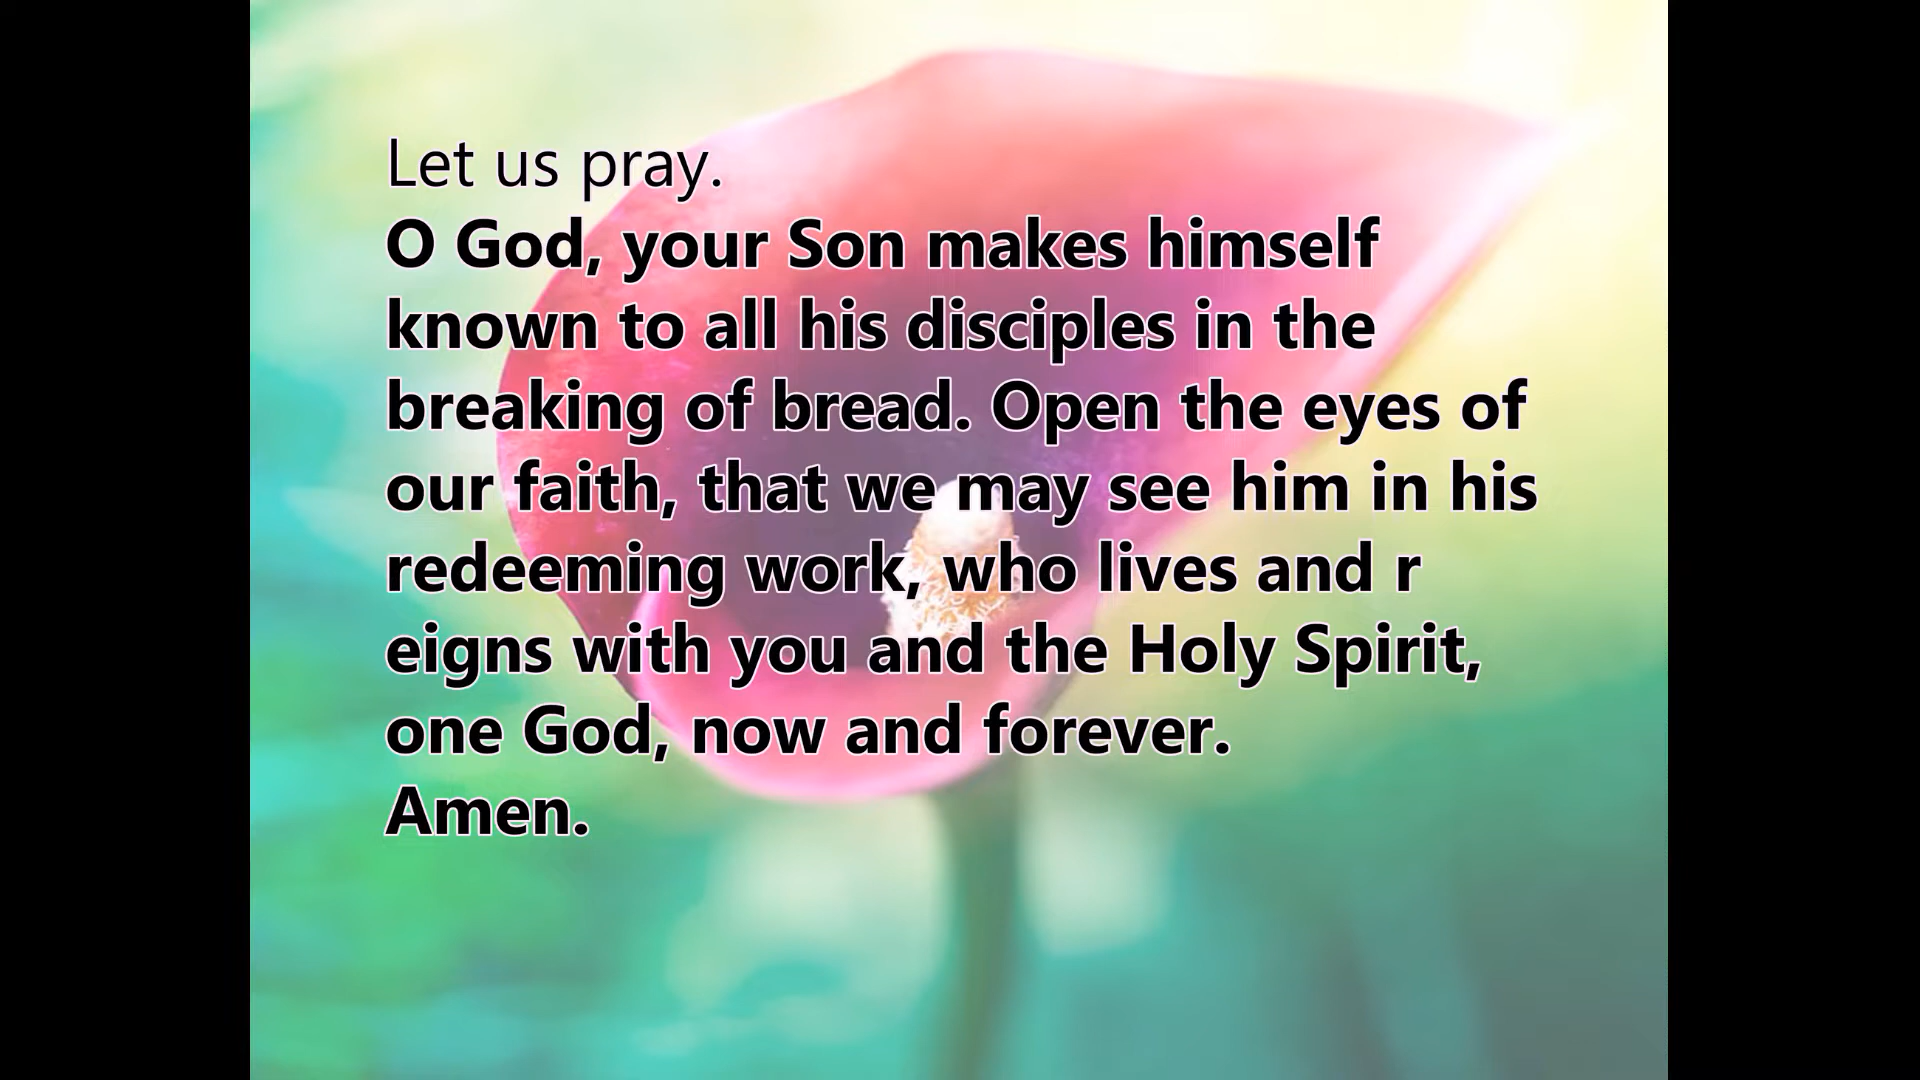 Let us pray.
O God, your Son makes himself
known to all his disciples in the
breaking of bread. Open the eyes of
our faith, that we may see him in his
redeeming work, who lives and r
eigns with you and the Holy Spirit,
one God, now and forever.
Amen.